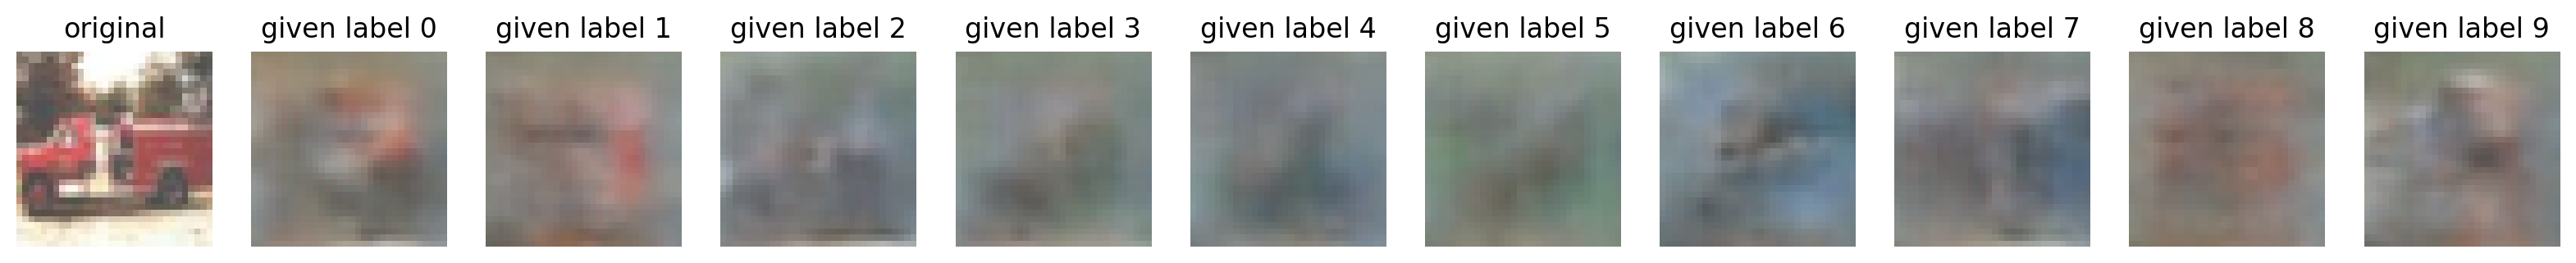 original
given label 0
given label 1
given label 2
given label 3
given label 4
given label 5
given label 6
given label 7
given label 8
given label 9